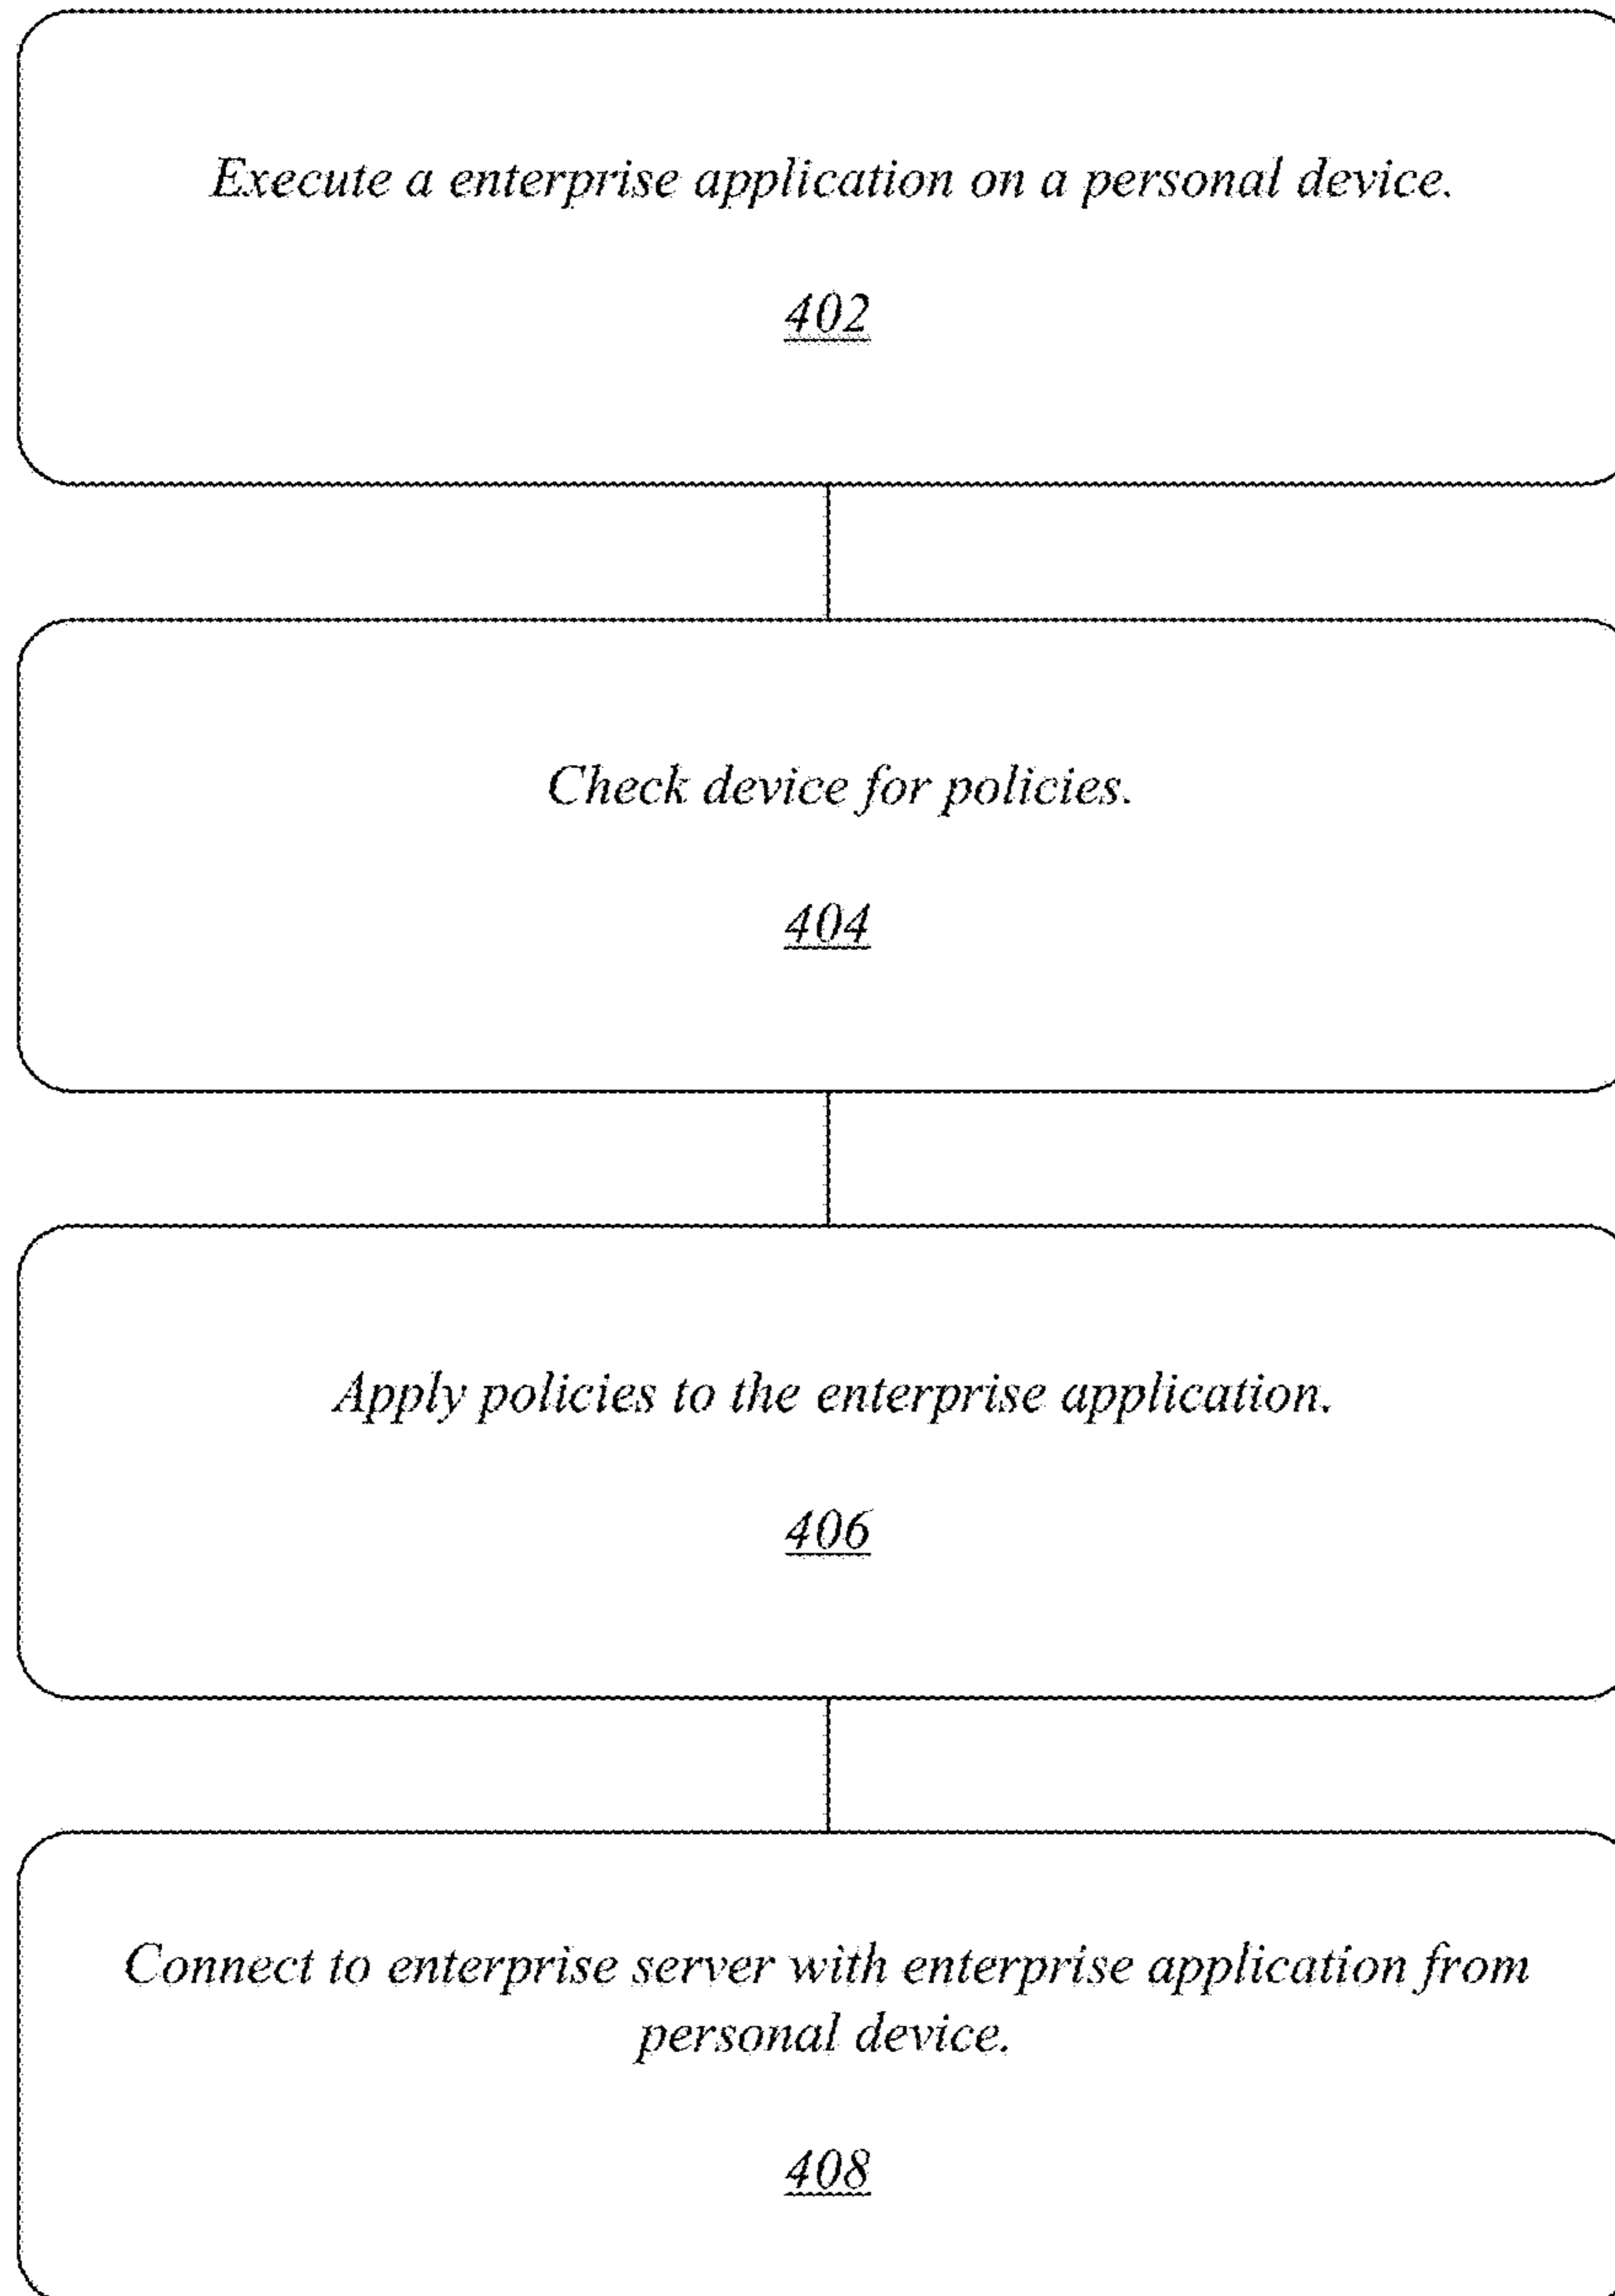 Execute a enterprise application on a personal device.
402
Check device for policies.
404
Apply policies to the enterprise application.
406
Connect to enterprise server with enterprise application from
personal device.
408